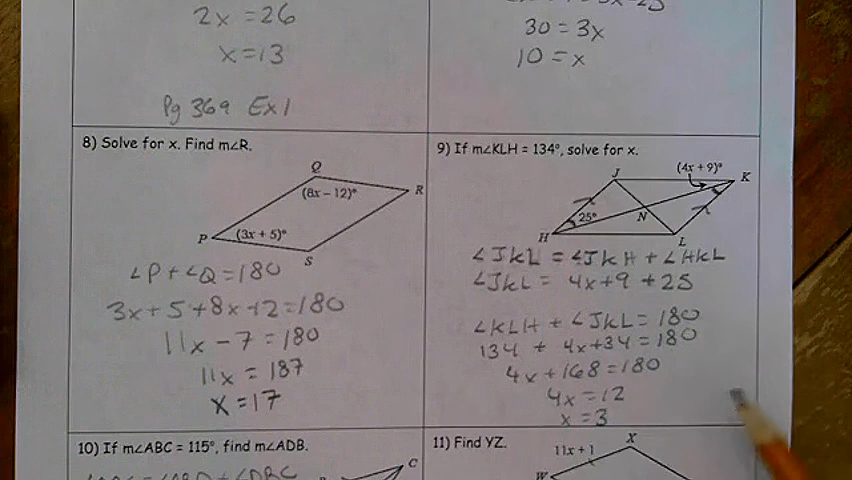 2x = 26
x = 13
Pg 369 Ex1
30 = 3x
10 = x
8) Solve for x. Find m∠R.
Q
R
(8x – 12)°
P
(3x + 5)°
S
∠P + ∠Q = 180
3x + 5 + 8x - 12 = 180
11x - 7 = 180
11x = 187
x = 17
9) If m∠KLH = 134°, solve for x.
(4x + 9)°
J
K
25°
N
H
L
∠JKL = ∠JKH + ∠HKL
∠JKL = 4x+9 + 25
∠KLH + ∠JKL = 180
134 + 4x+34 = 180
4x + 168 = 180
4x = 12
x = 3
10) If m∠ABC = 115°, find m∠ADB.
C
11) Find YZ.
11x + 1
X
W